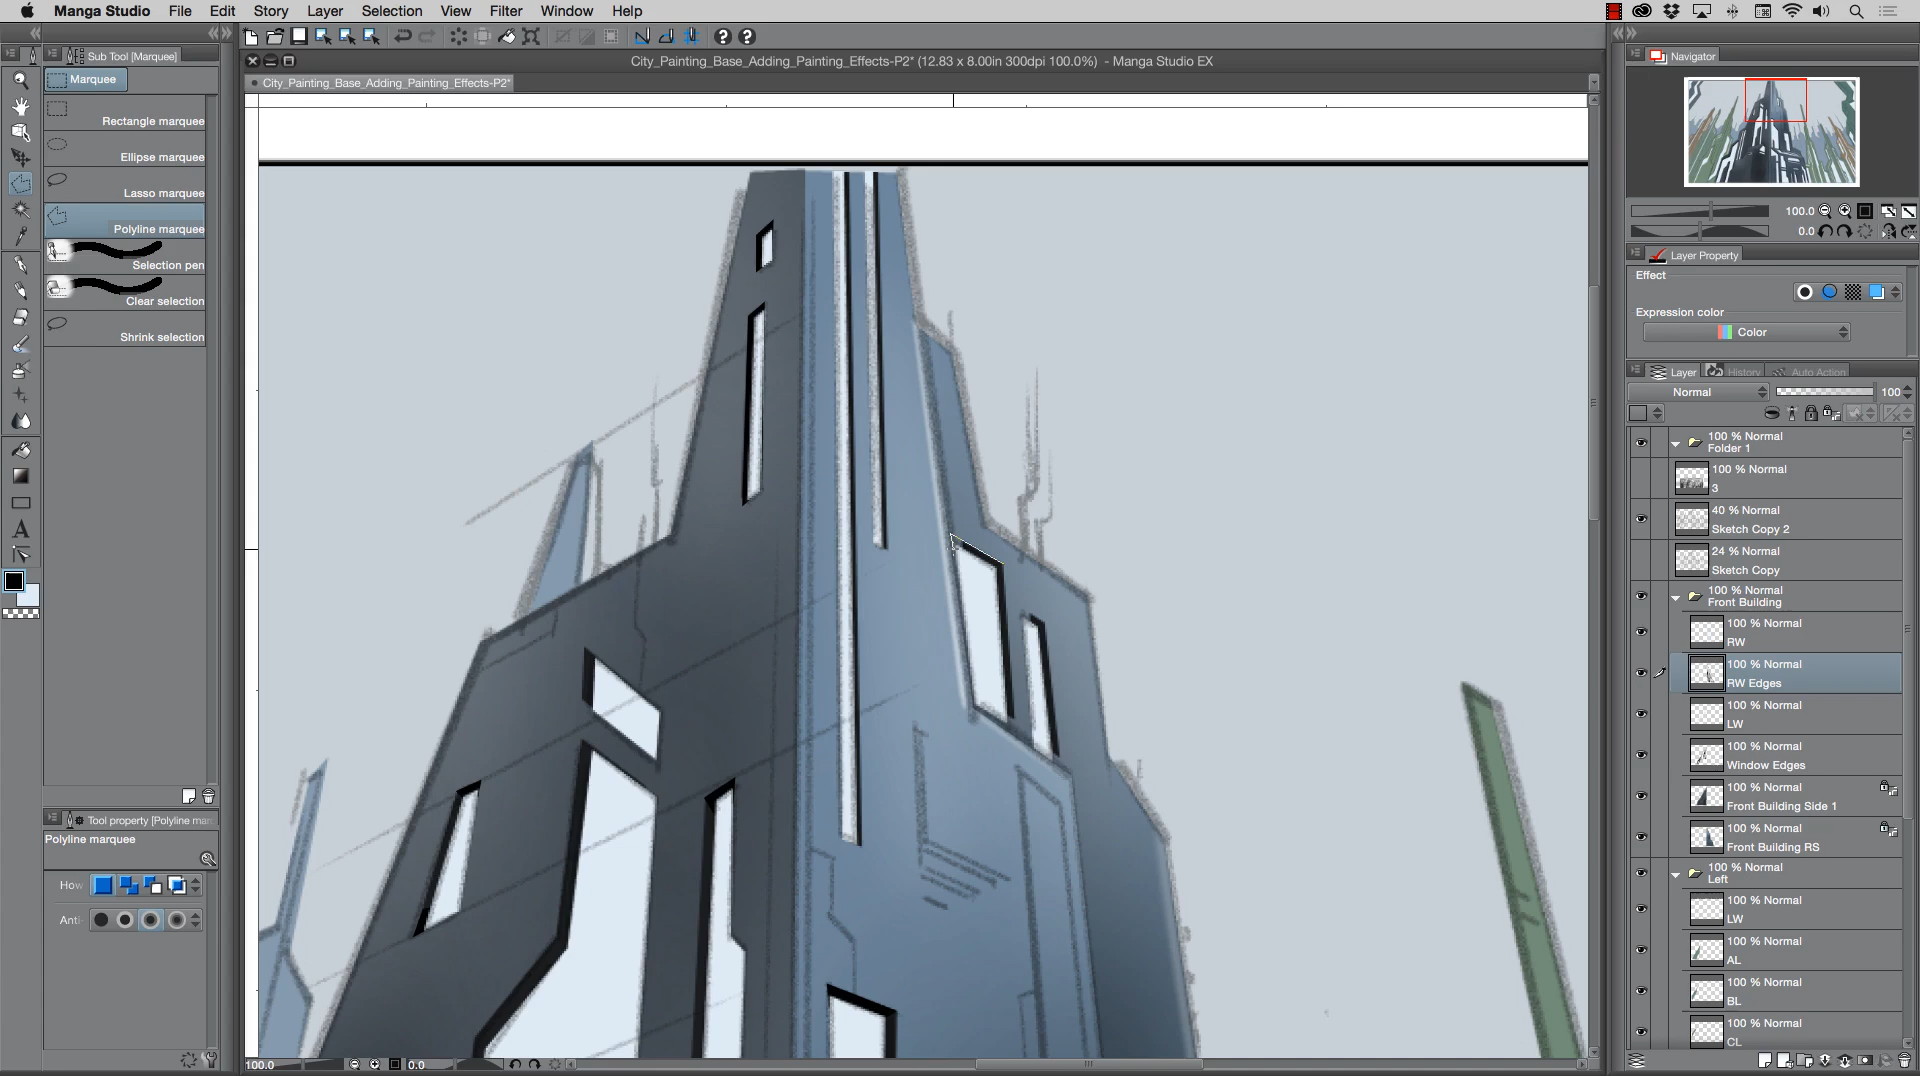 Manga Studio File Edit Story Layer Selection View Filter Window Help
Sub Tool [Marquee]
Marquee
Rectangle marquee
Ellipse marquee
Lasso marquee
Polyline marquee
Selection pen
Clear selection
Shrink selection
Tool property [Polyline mar
Polyline marquee
How
Anti-
City_Painting_Base_Adding_Painting_Effects-P2* (12.83 x 8.00in 300dpi 100.0%) - Manga Studio EX
City_Painting_Base_Adding_Painting_Effects-P2*
100.0
0.0
Navigator
100.0
0.0
Layer Property
Effect
Expression color
Color
Layer History Auto Action
Normal 100
100 % Normal
Folder 1
100 % Normal
3
40 % Normal
Sketch Copy 2
24 % Normal
Sketch Copy
100 % Normal
Front Building
100 % Normal
RW
100 % Normal
RW Edges
100 % Normal
LW
100 % Normal
Window Edges
100 % Normal
Front Building Side 1
100 % Normal
Front Building RS
100 % Normal
Left
100 % Normal
LW
100 % Normal
AL
100 % Normal
BL
100 % Normal
CL